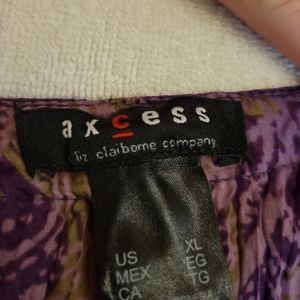 axcess
liz claiborne company
US XL
MEX EG
CA TG